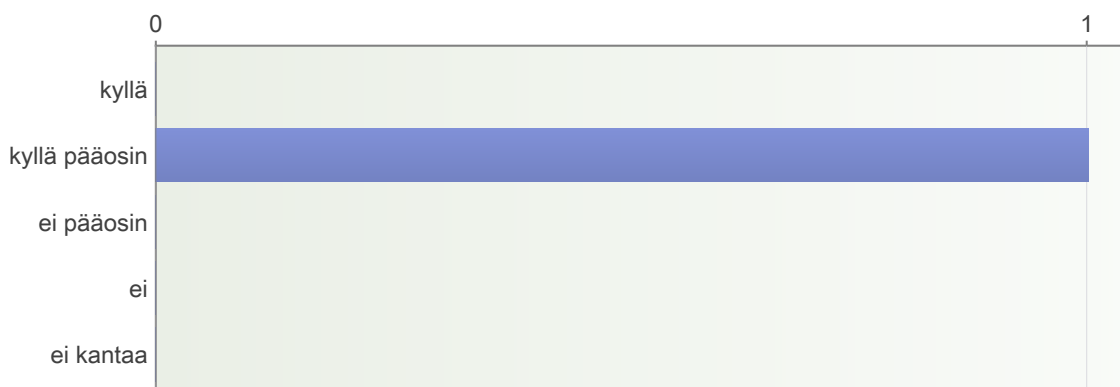 0 1
kyllä
kyllä pääosin
ei pääosin
ei
ei kantaa